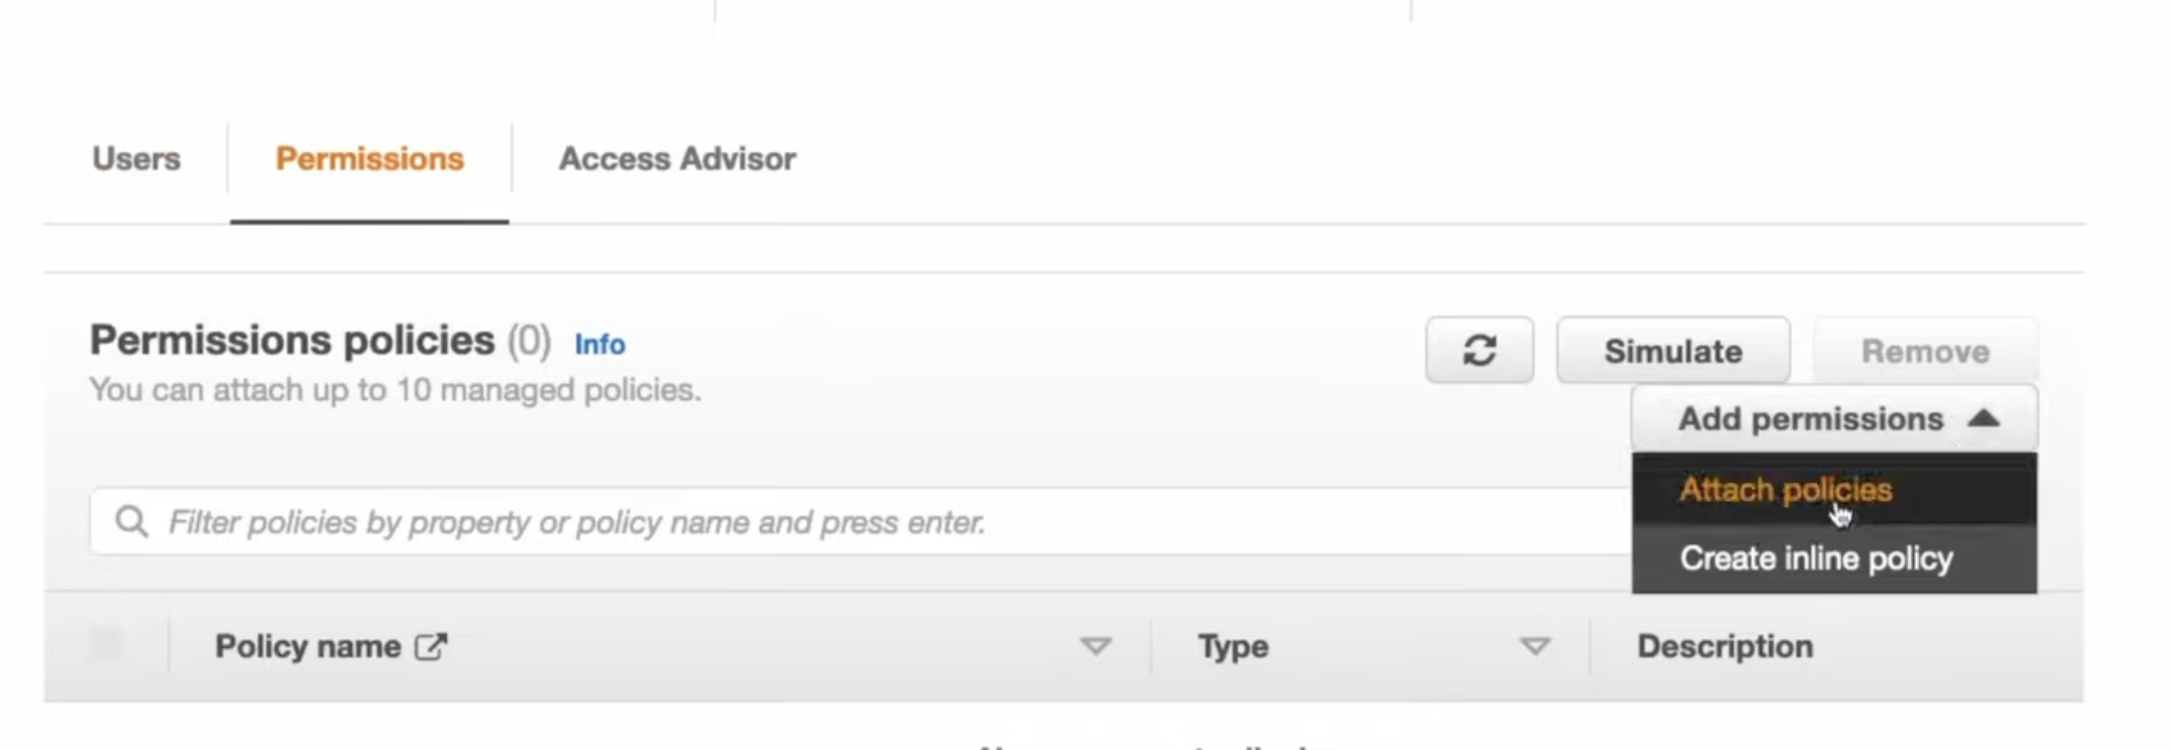 Users
Permissions
Access Advisor
Permissions policies (0) Info
You can attach up to 10 managed policies.
Simulate
Remove
Add permissions
Attach policies
Create inline policy
Filter policies by property or policy name and press enter.
Policy name
Type
Description